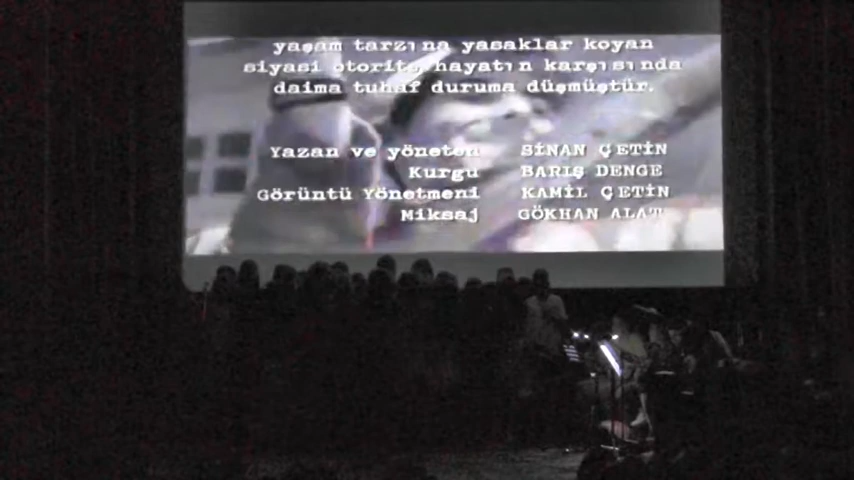 yaşam tarzına yasaklar koyan
siyasi otorite, hayatın karşısında
daima tuhaf duruma düşmüştür.
Yazan ve yöneten SİNAN ÇETİN
Kurgu BARIŞ DENGE
Görüntü Yönetmeni KAMİL ÇETİN
Miksaj GÖKHAN ALAT